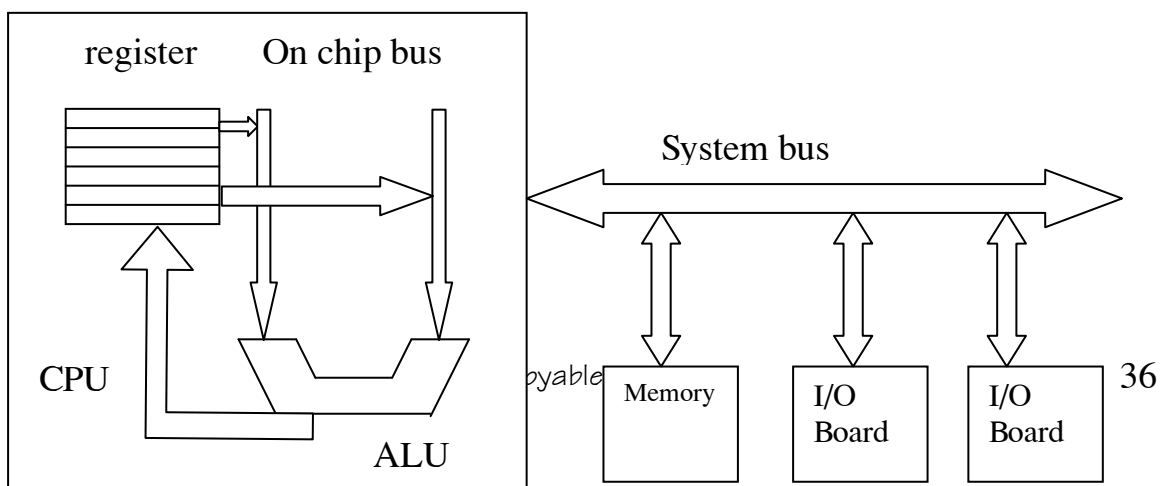 register On chip bus
System bus
CPU
ALU
Memory
I/O
Board
I/O
Board
36